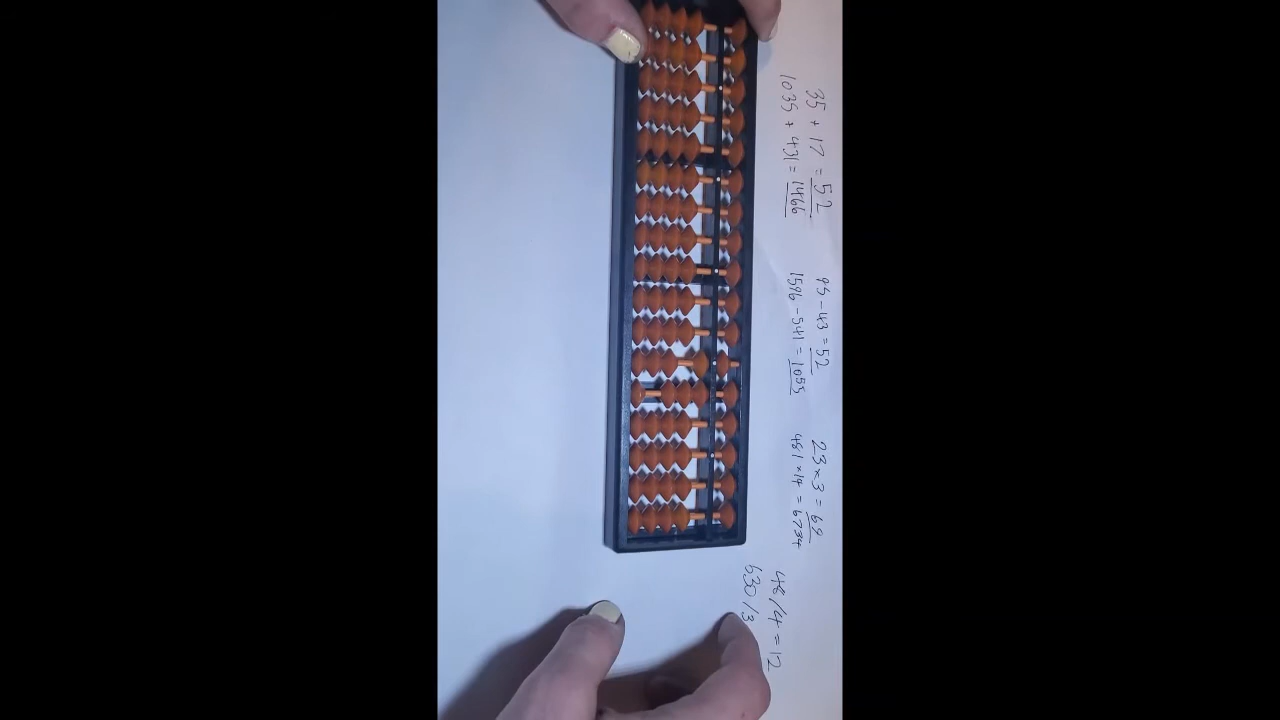 35 + 17 = 52
1035 + 431 = 1466
95 - 43 = 52
1596 - 541 = 1055
23 x 3 = 69
481 x 14 = 6734
48 / 4 = 12
630 / 3